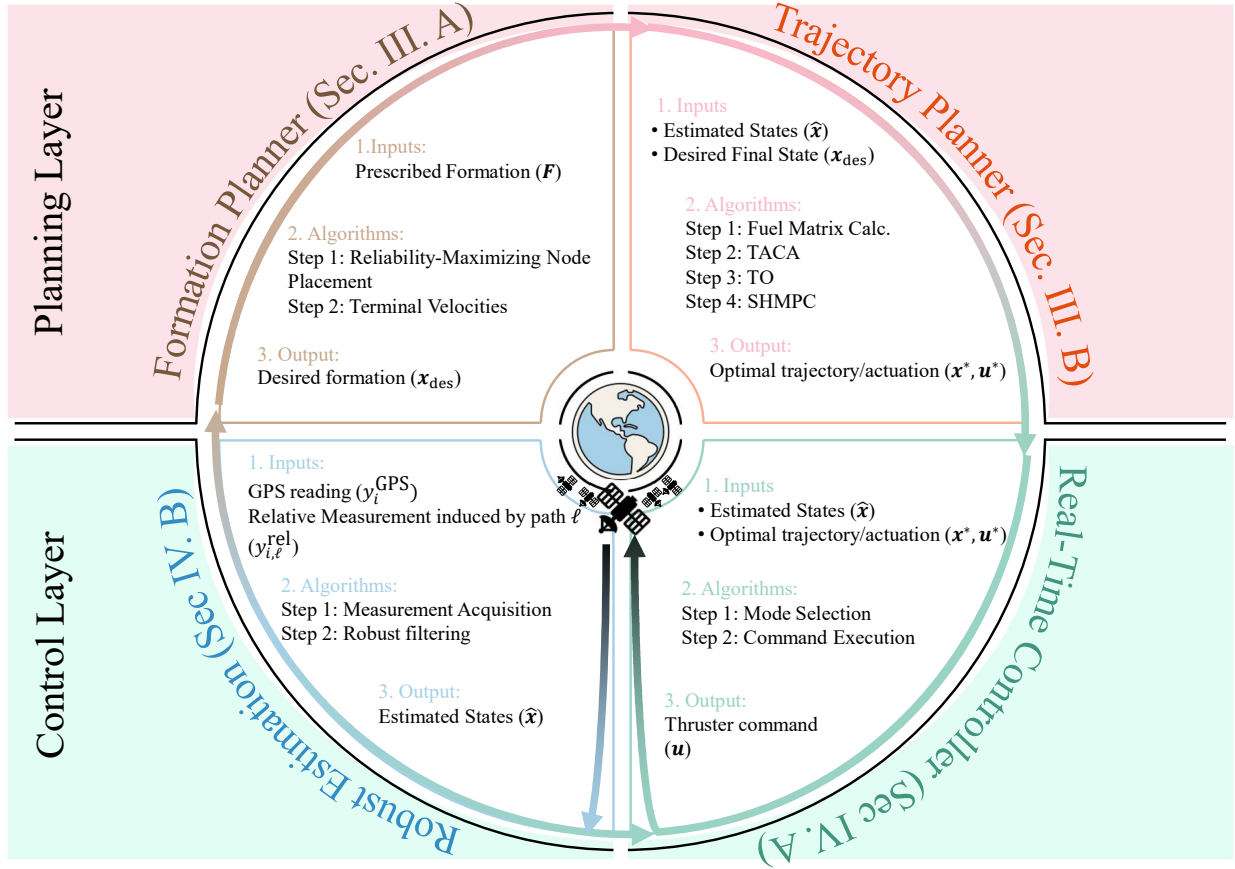 Planning Layer
Formation Planner (Sec. III. A)
1.Inputs:
Prescribed Formation (𝑭)
2. Algorithms:
Step 1: Reliability-Maximizing Node
Placement
Step 2: Terminal Velocities
3. Output:
Desired formation (𝒙_des)
Trajectory Planner (Sec. III. B)
1. Inputs
• Estimated States (𝒙̂)
• Desired Final State (𝒙_des)
2. Algorithms:
Step 1: Fuel Matrix Calc.
Step 2: TACA
Step 3: TO
Step 4: SHMPC
3. Output:
Optimal trajectory/actuation (𝒙*, 𝒖*)
Control Layer
Robust Estimation (Sec IV. B)
1. Inputs:
GPS reading (y_i^GPS)
Relative Measurement induced by path ℓ
(y_{i,ℓ}^rel)
2. Algorithms:
Step 1: Measurement Acquisition
Step 2: Robust filtering
3. Output:
Estimated States (𝒙̂)
Real-Time Controller (Sec IV. A)
1. Inputs
• Estimated States (𝒙̂)
• Optimal trajectory/actuation (𝒙*, 𝒖*)
2. Algorithms:
Step 1: Mode Selection
Step 2: Command Execution
3. Output:
Thruster command
(𝒖)